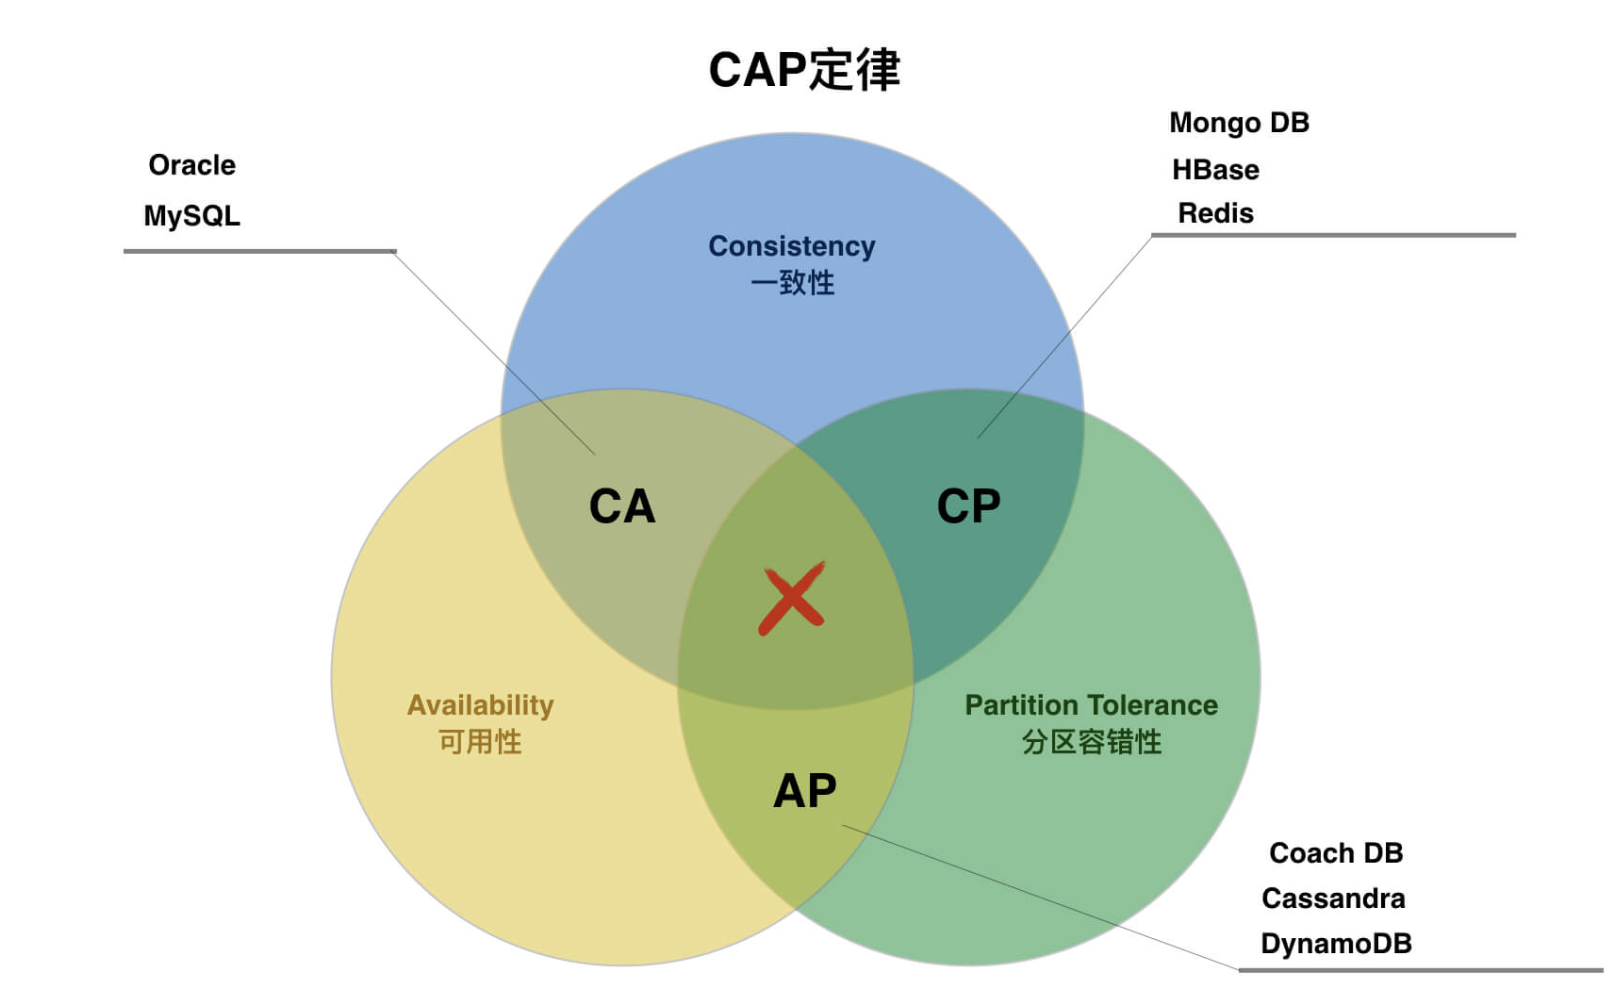 CAP定律
Oracle
MySQL
Mongo DB
HBase
Redis
Consistency
一致性
CA
CP
Availability
可用性
Partition Tolerance
分区容错性
AP
Coach DB
Cassandra
DynamoDB